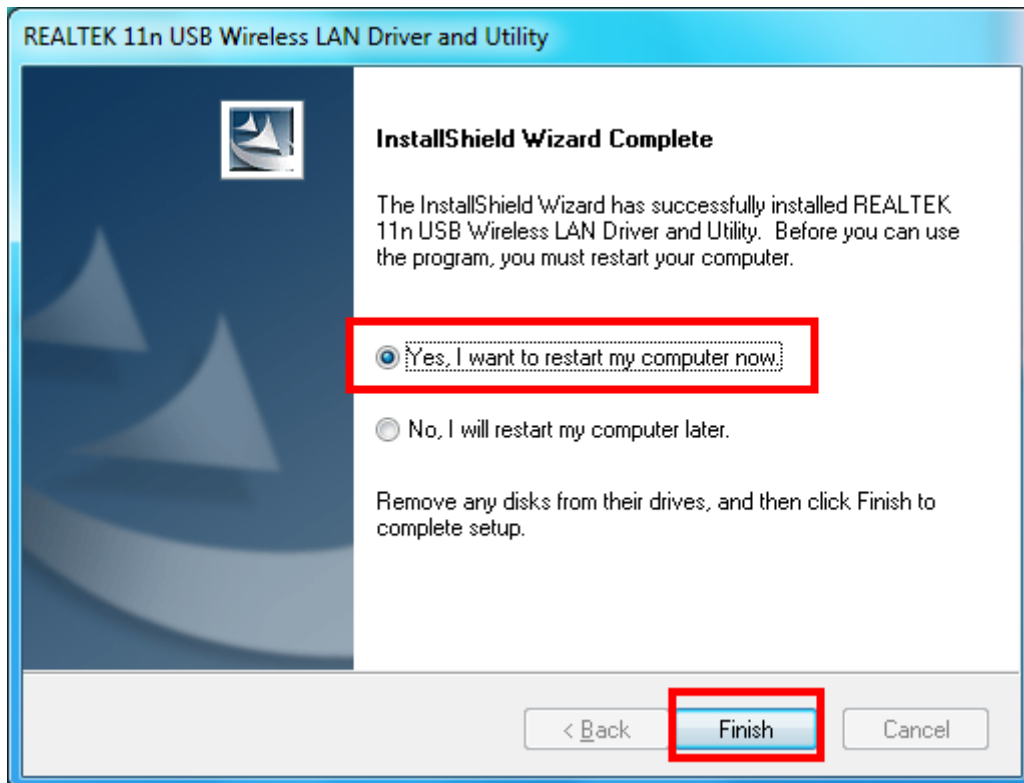 REALTEK 11n USB Wireless LAN Driver and Utility
InstallShield Wizard Complete
The InstallShield Wizard has successfully installed REALTEK
11n USB Wireless LAN Driver and Utility.  Before you can use
the program, you must restart your computer.
Yes, I want to restart my computer now.
No, I will restart my computer later.
Remove any disks from their drives, and then click Finish to
complete setup.
< Back
Finish
Cancel